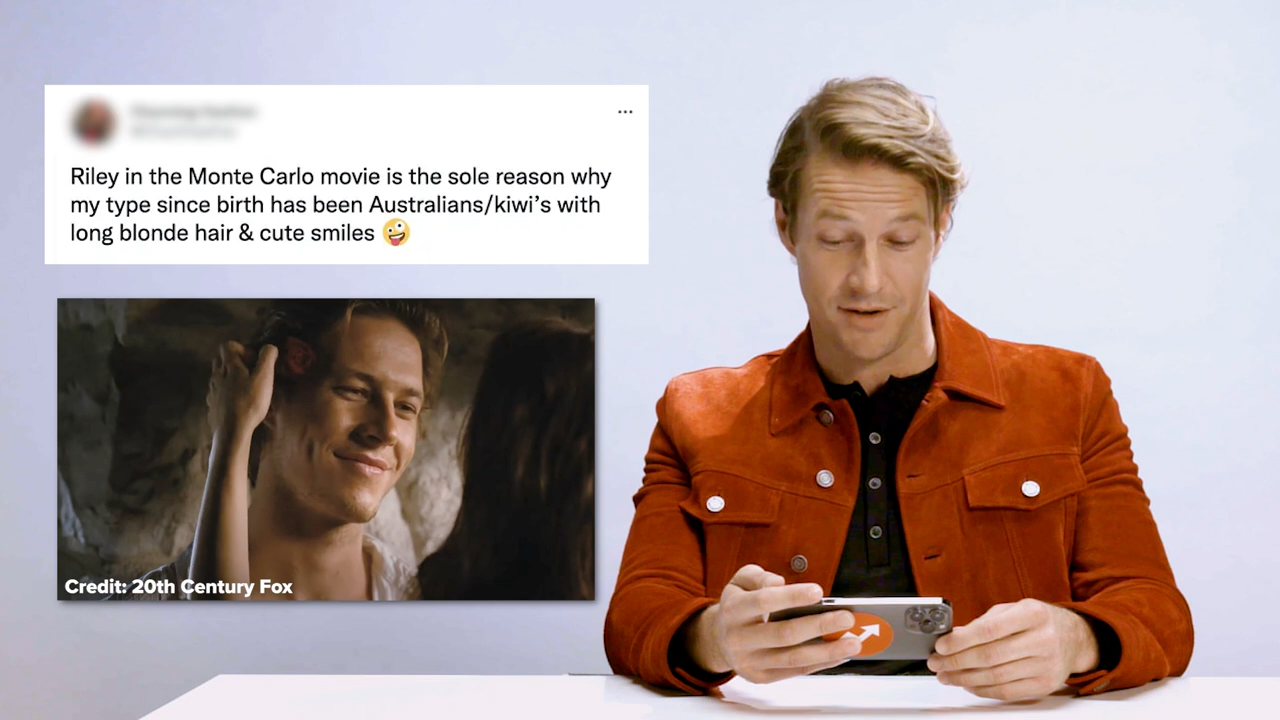 Riley in the Monte Carlo movie is the sole reason why
my type since birth has been Australians/kiwi's with
long blonde hair & cute smiles 🤪
Credit: 20th Century Fox